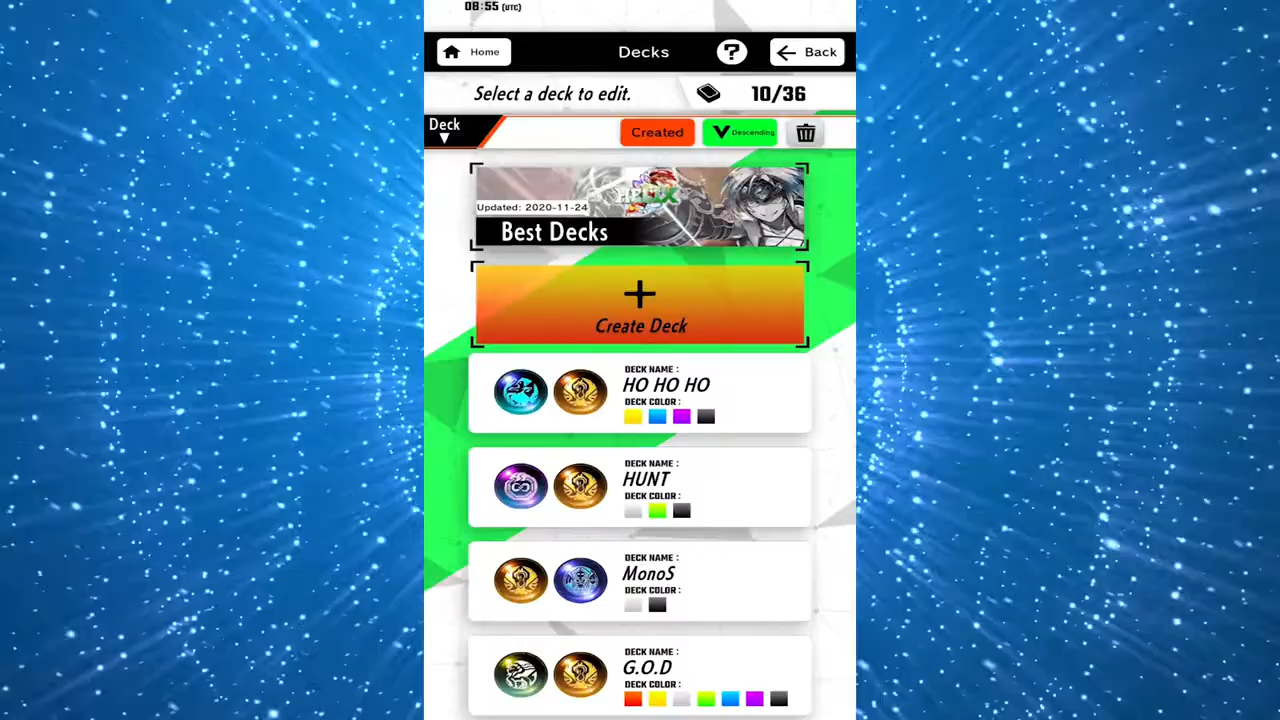 08:55 (UTC)
Home
Decks
?
Back
Select a deck to edit.
10/36
Deck
Created
Descending
HELIX
Updated: 2020-11-24
Best Decks
Create Deck
DECK NAME :
HO HO HO
DECK COLOR :
DECK NAME :
HUNT
DECK COLOR :
DECK NAME :
MonoS
DECK COLOR :
DECK NAME :
G.O.D
DECK COLOR :